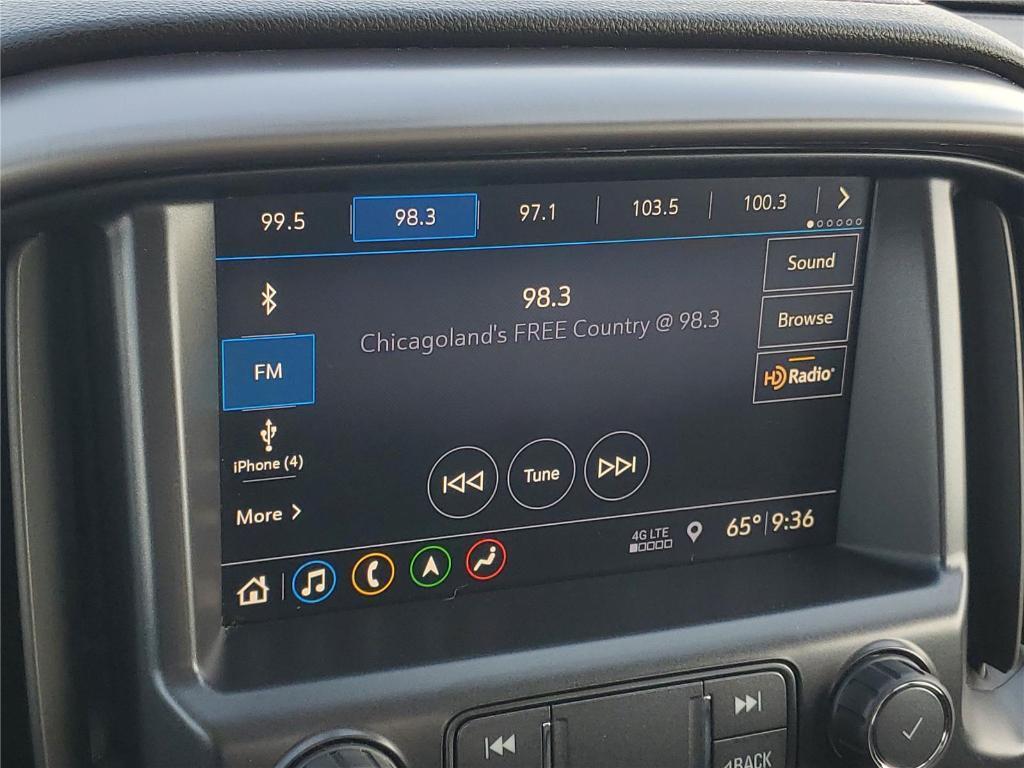 99.5 98.3 97.1 103.5 100.3
Sound
98.3
Chicagoland's FREE Country @ 98.3
Browse
FM
HD Radio
iPhone (4)
Tune
More
4G LTE
65° 9:36
BACK